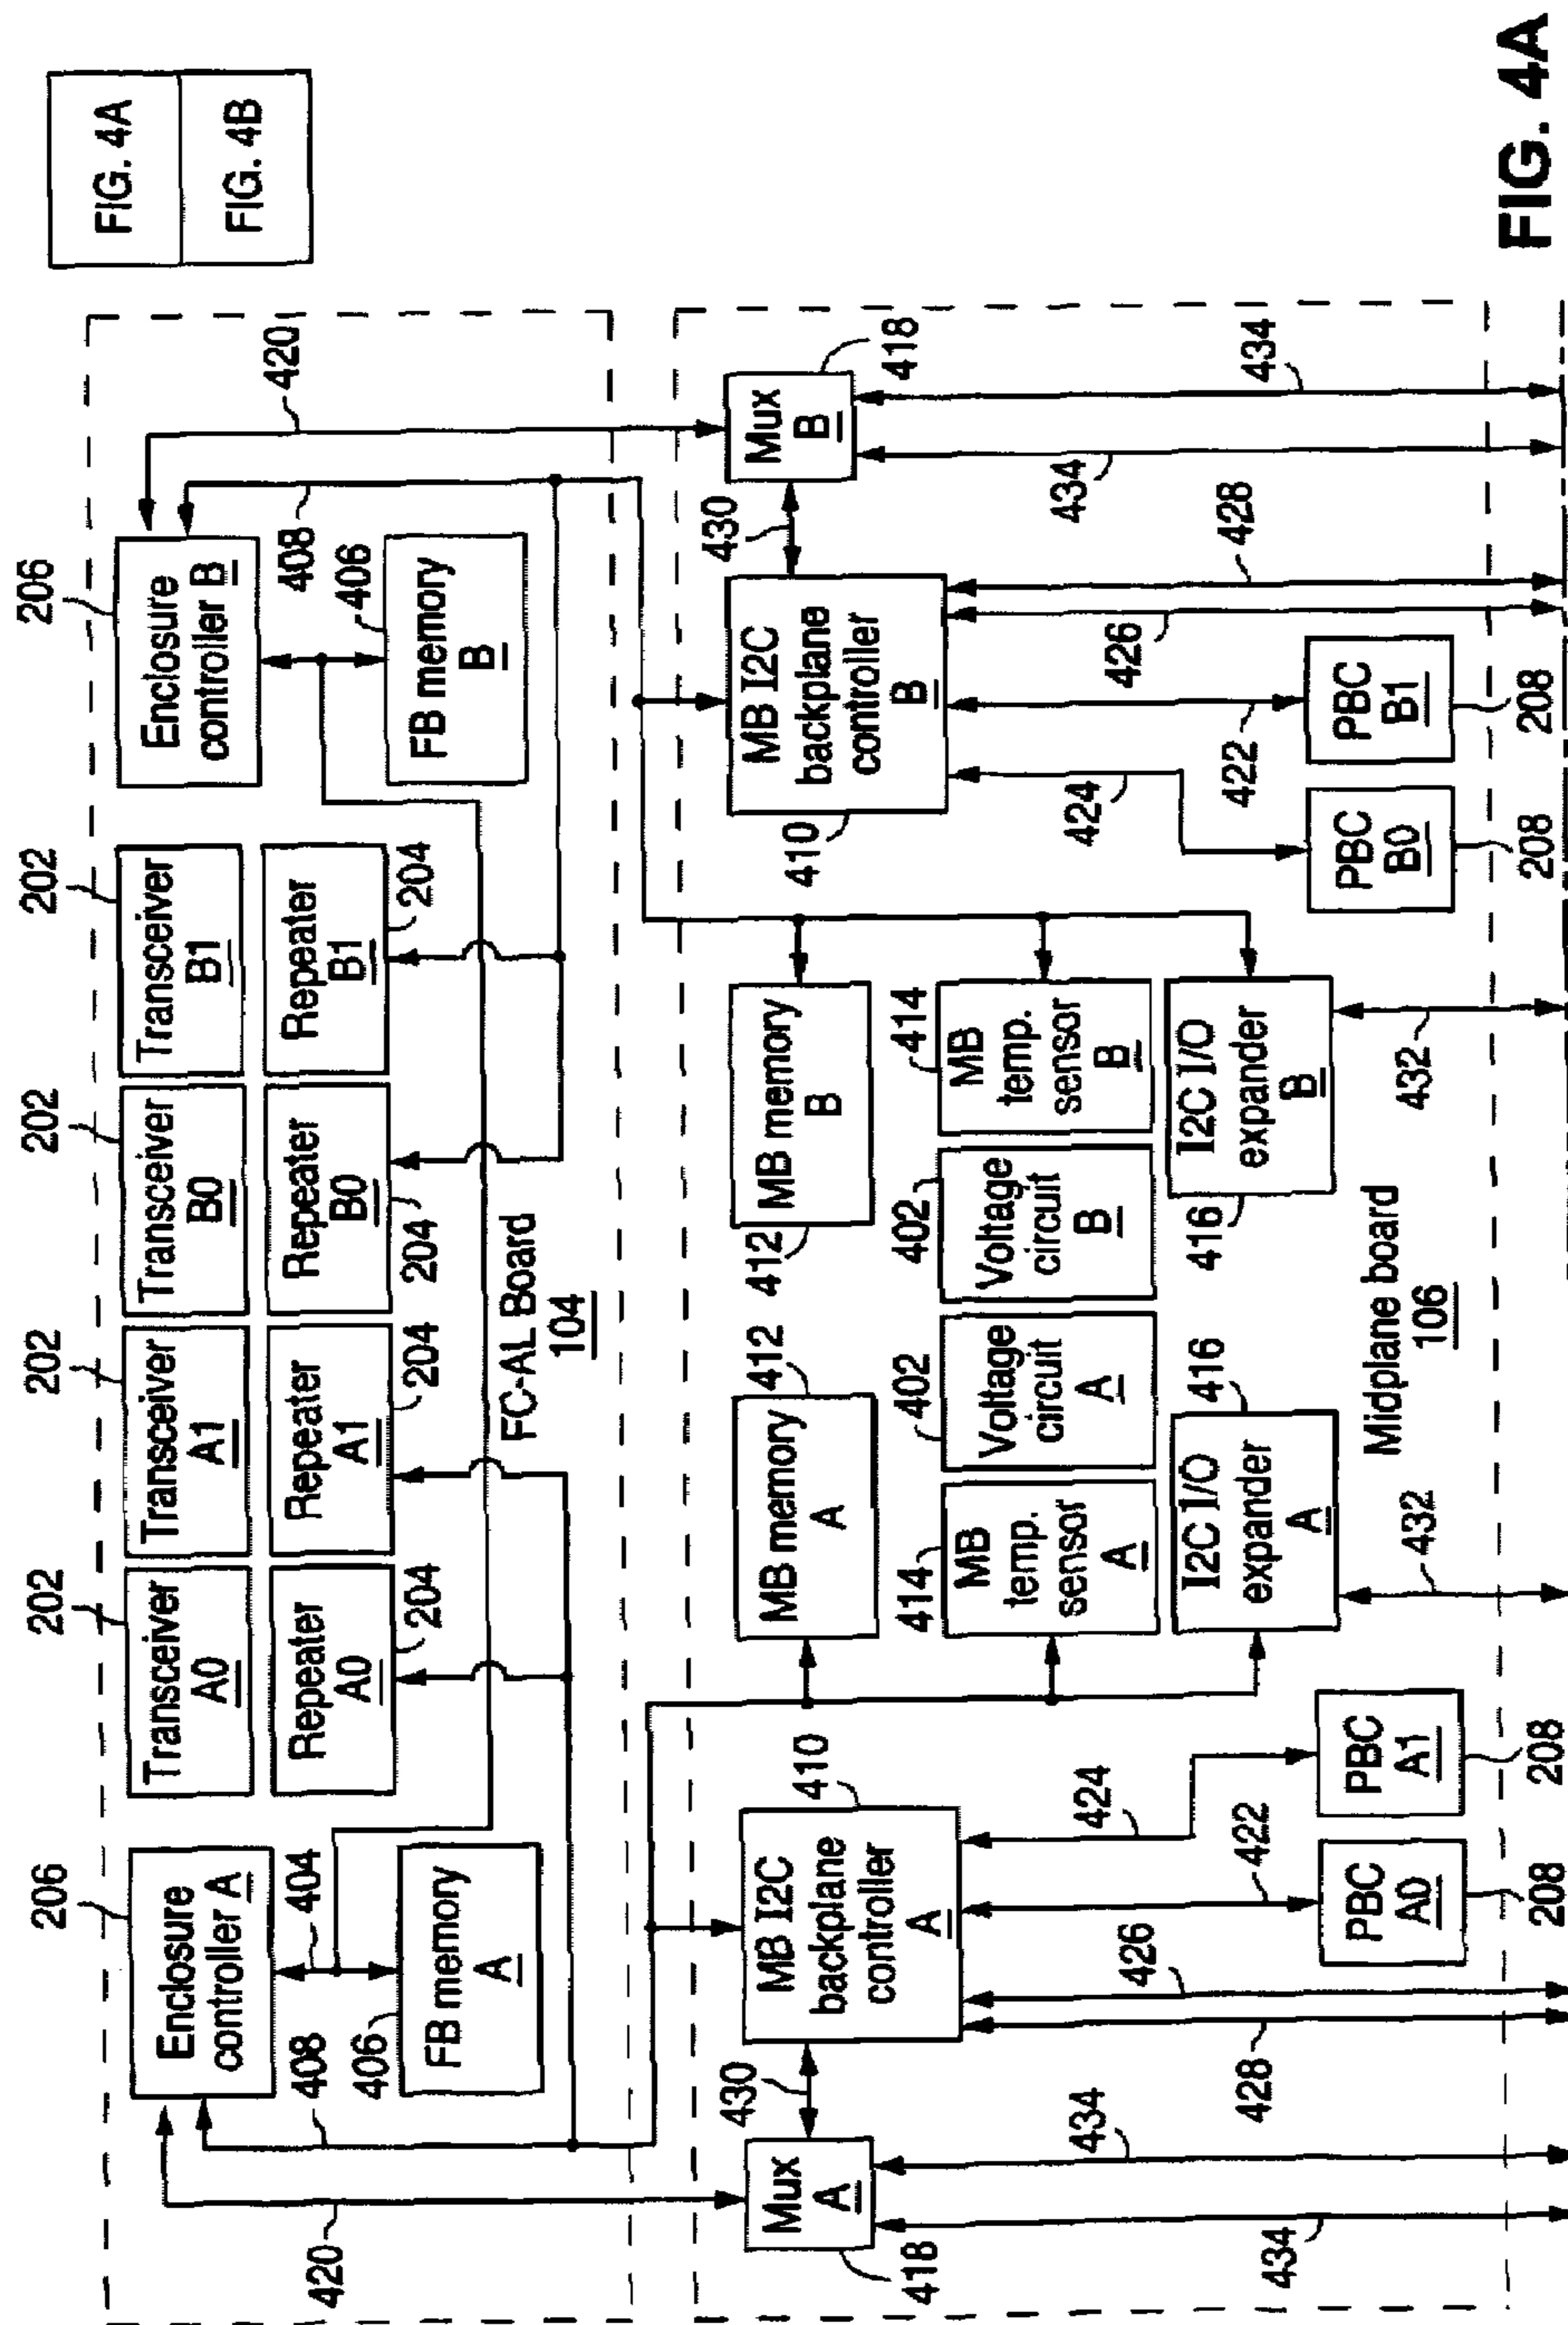 FIG. 4A
FIG. 4B
206
202
202
202
202
206
Enclosure
controller A
Transceiver
A0
Transceiver
A1
Transceiver
B0
Transceiver
B1
Enclosure
controller B
420
408
404
408
420
Repeater
A0
Repeater
A1
Repeater
B0
Repeater
B1
204
204
204
204
406
FB memory
A
406
FB memory
B
FC-AL Board
104
418
Mux
A
430
MB I2C
backplane
controller
A
410
MB memory
A
412
412
MB memory
B
410
MB I2C
backplane
controller
B
430
Mux
B
418
414
MB
temp.
sensor
A
402
Voltage
circuit
A
402
Voltage
circuit
B
414
MB
temp.
sensor
B
I2C I/O
expander
A
416
I2C I/O
expander
B
416
434
434
428
426
422
424
PBC
A0
208
PBC
A1
208
432
Midplane board
106
432
424
422
426
428
PBC
B0
208
PBC
B1
208
434
434
FIG. 4A